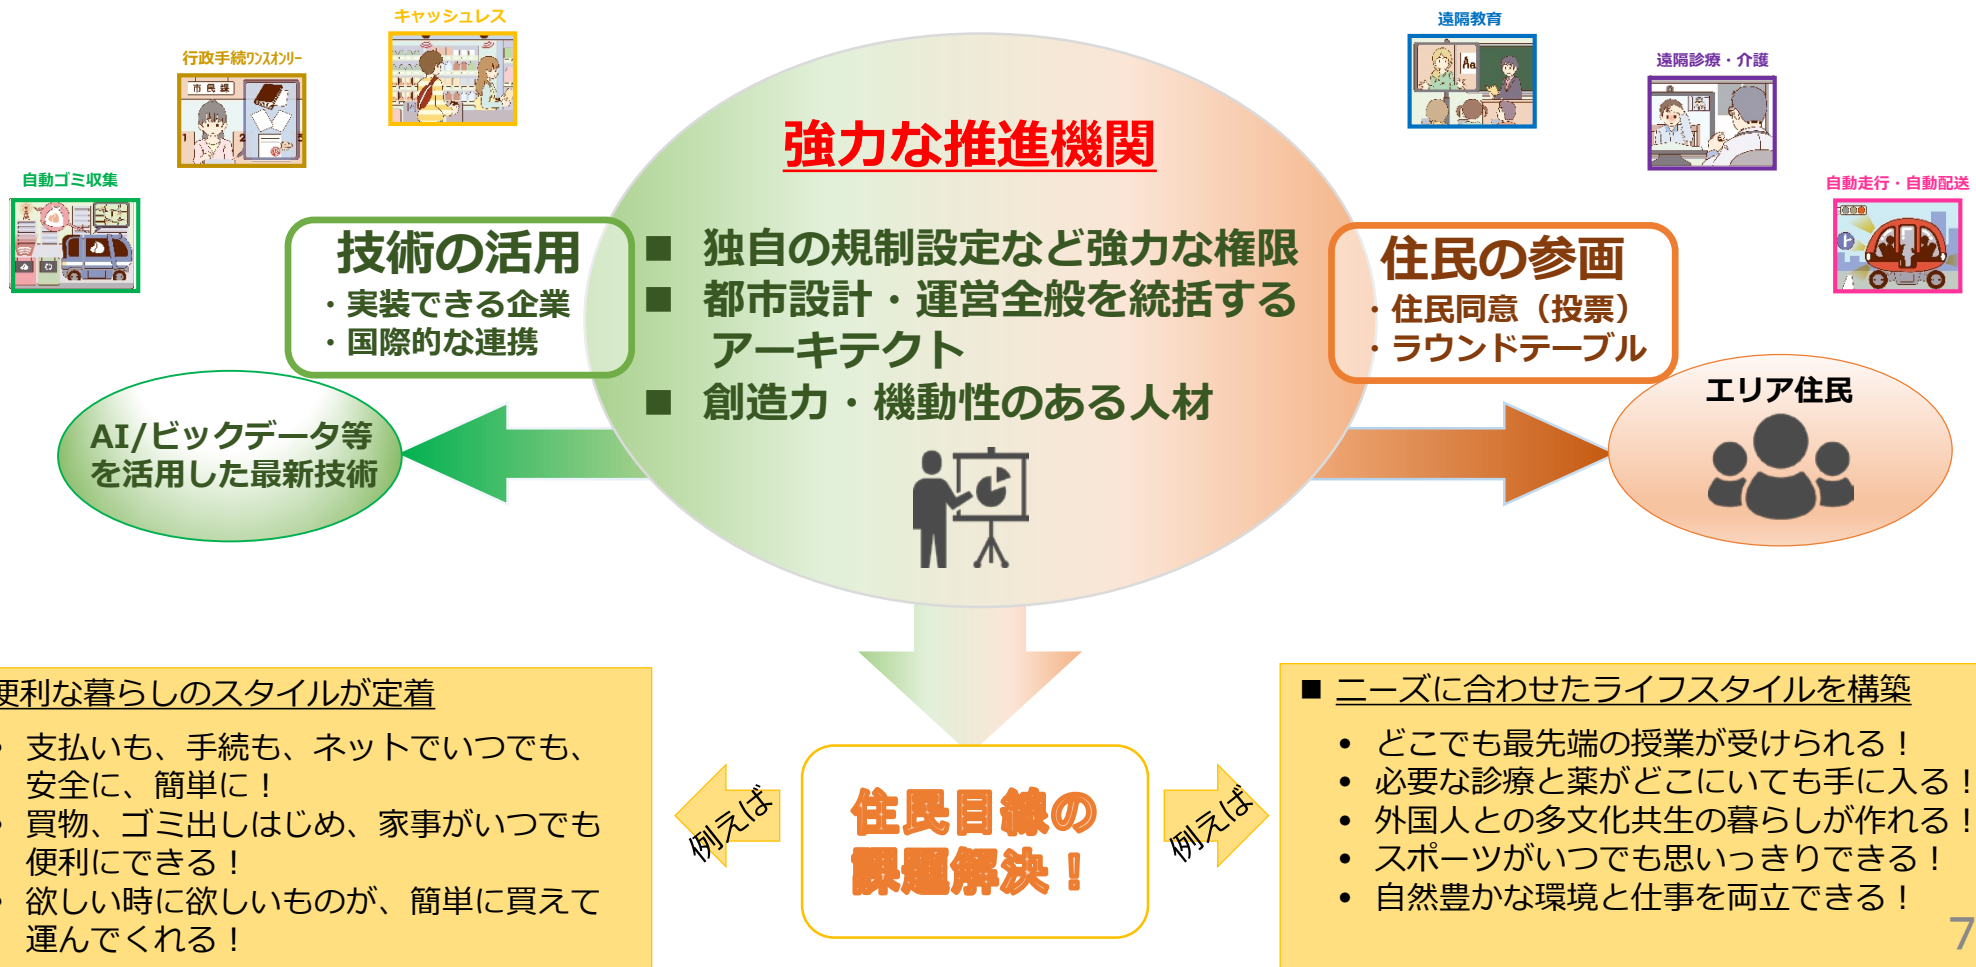 キャッシュレス
行政手続ワンスオンリー
市民課
1
2
自動ゴミ収集
遠隔教育
Aa
遠隔診療・介護
自動走行・自動配送
強力な推進機関
■ 独自の規制設定など強力な権限
■ 都市設計・運営全般を統括する
アーキテクト
■ 創造力・機動性のある人材
技術の活用
・実装できる企業
・国際的な連携
住民の参画
・住民同意（投票）
・ラウンドテーブル
AI/ビックデータ等
を活用した最新技術
エリア住民
便利な暮らしのスタイルが定着
• 支払いも、手続も、ネットでいつでも、
安全に、簡単に！
• 買物、ゴミ出しはじめ、家事がいつでも
便利にできる！
• 欲しい時に欲しいものが、簡単に買えて
運んでくれる！
例えば
住民目線の
課題解決！
例えば
■ ニーズに合わせたライフスタイルを構築
• どこでも最先端の授業が受けられる！
• 必要な診療と薬がどこにいても手に入る！
• 外国人との多文化共生の暮らしが作れる！
• スポーツがいつでも思いっきりできる！
• 自然豊かな環境と仕事を両立できる！
7